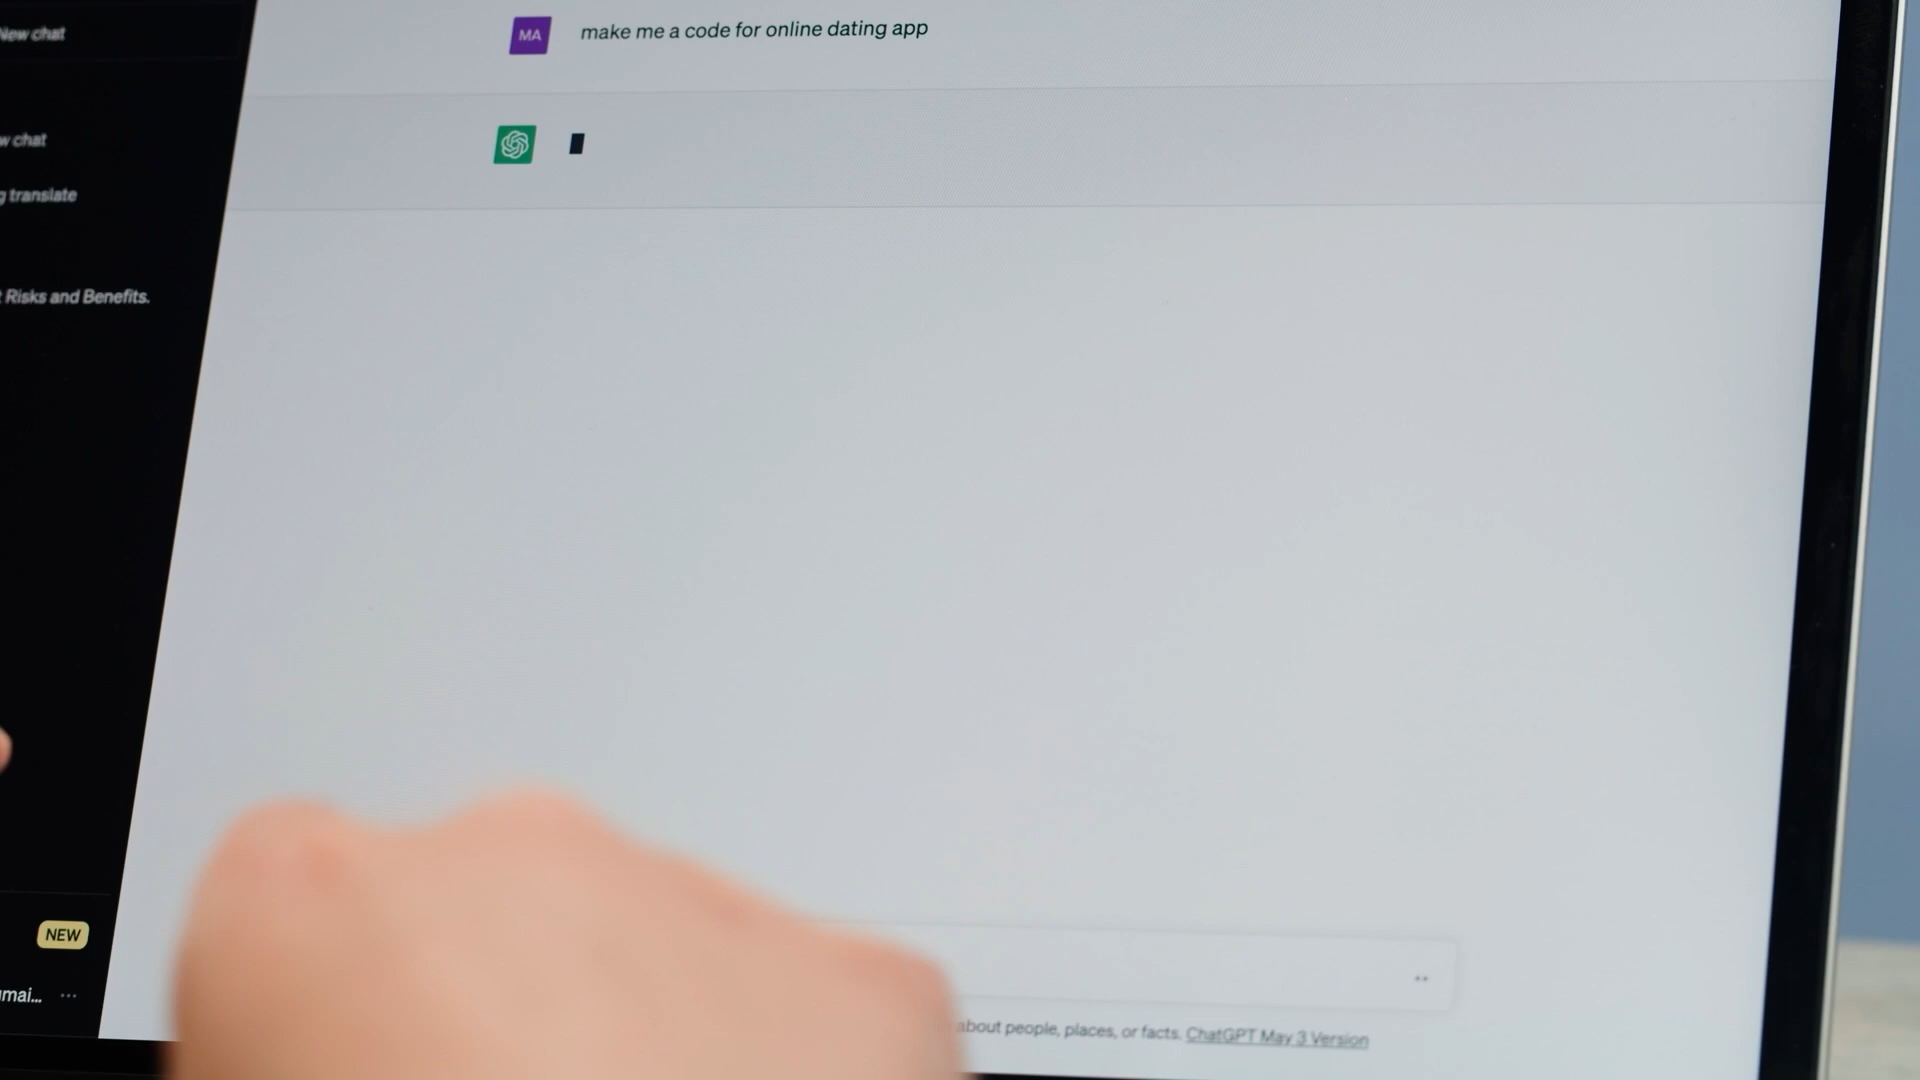 New chat
MA
make me a code for online dating app
chat
translate
Risks and Benefits.
NEW
mai...
about people, places, or facts. ChatGPT May 3 Version